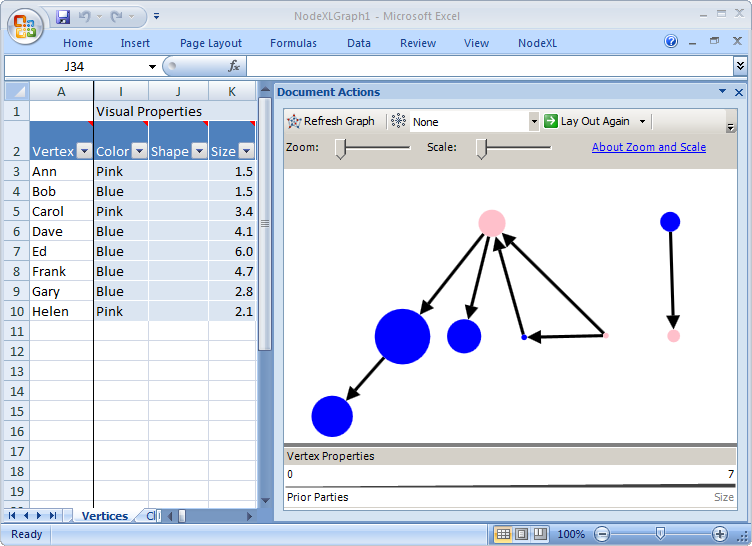 NodeXLGraph1 - Microsoft Excel
Home Insert Page Layout Formulas Data Review View NodeXL
J34 fx
Document Actions
A I J K
1 Visual Properties
2 Vertex Color Shape Size
3 Ann Pink 1.5
4 Bob Blue 1.5
5 Carol Pink 3.4
6 Dave Blue 4.1
7 Ed Blue 6.0
8 Frank Blue 4.7
9 Gary Blue 2.8
10 Helen Pink 2.1
11
12
13
14
15
16
17
18
19
Refresh Graph None Lay Out Again
Zoom: Scale: About Zoom and Scale
Vertex Properties
0 7
Prior Parties Size
Vertices
Ready 100%